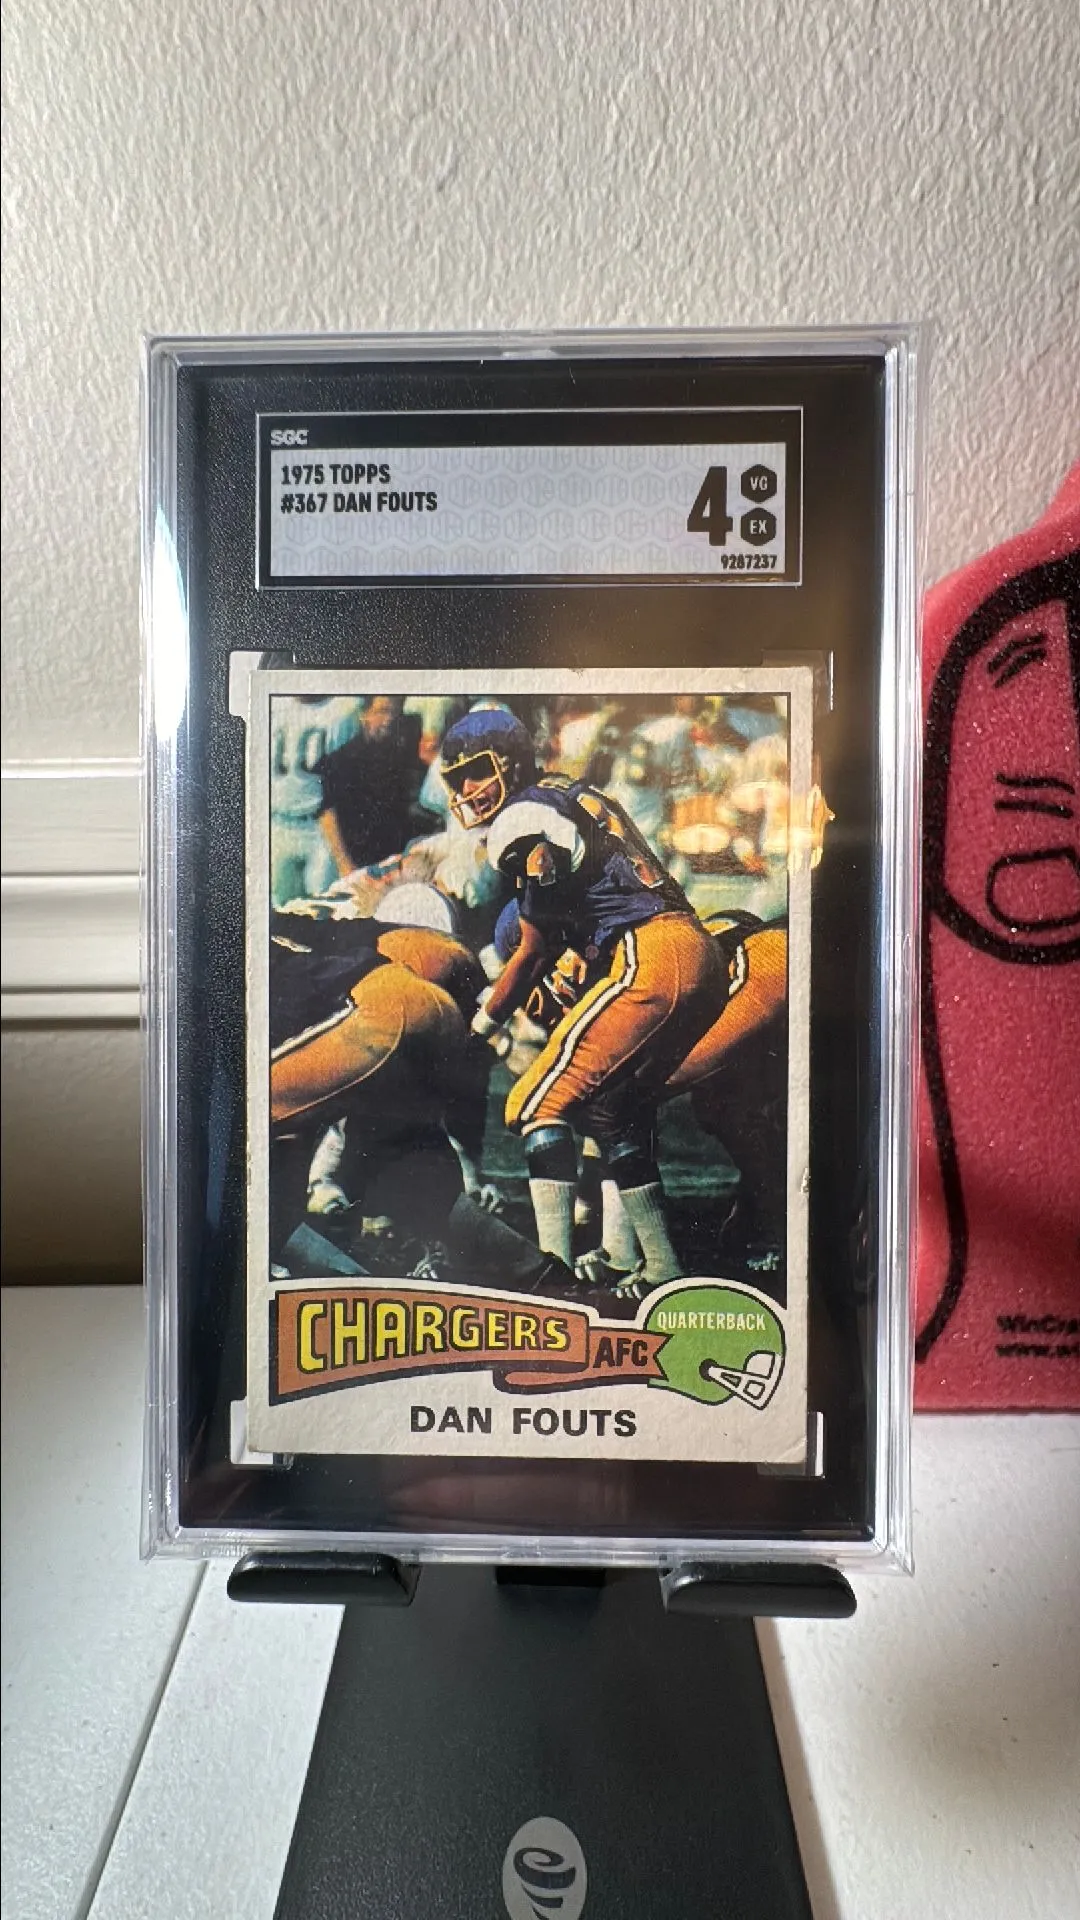 SGC
1975 TOPPS
#367 DAN FOUTS
4
VG
EX
9287237
CHARGERS
AFC
QUARTERBACK
DAN FOUTS